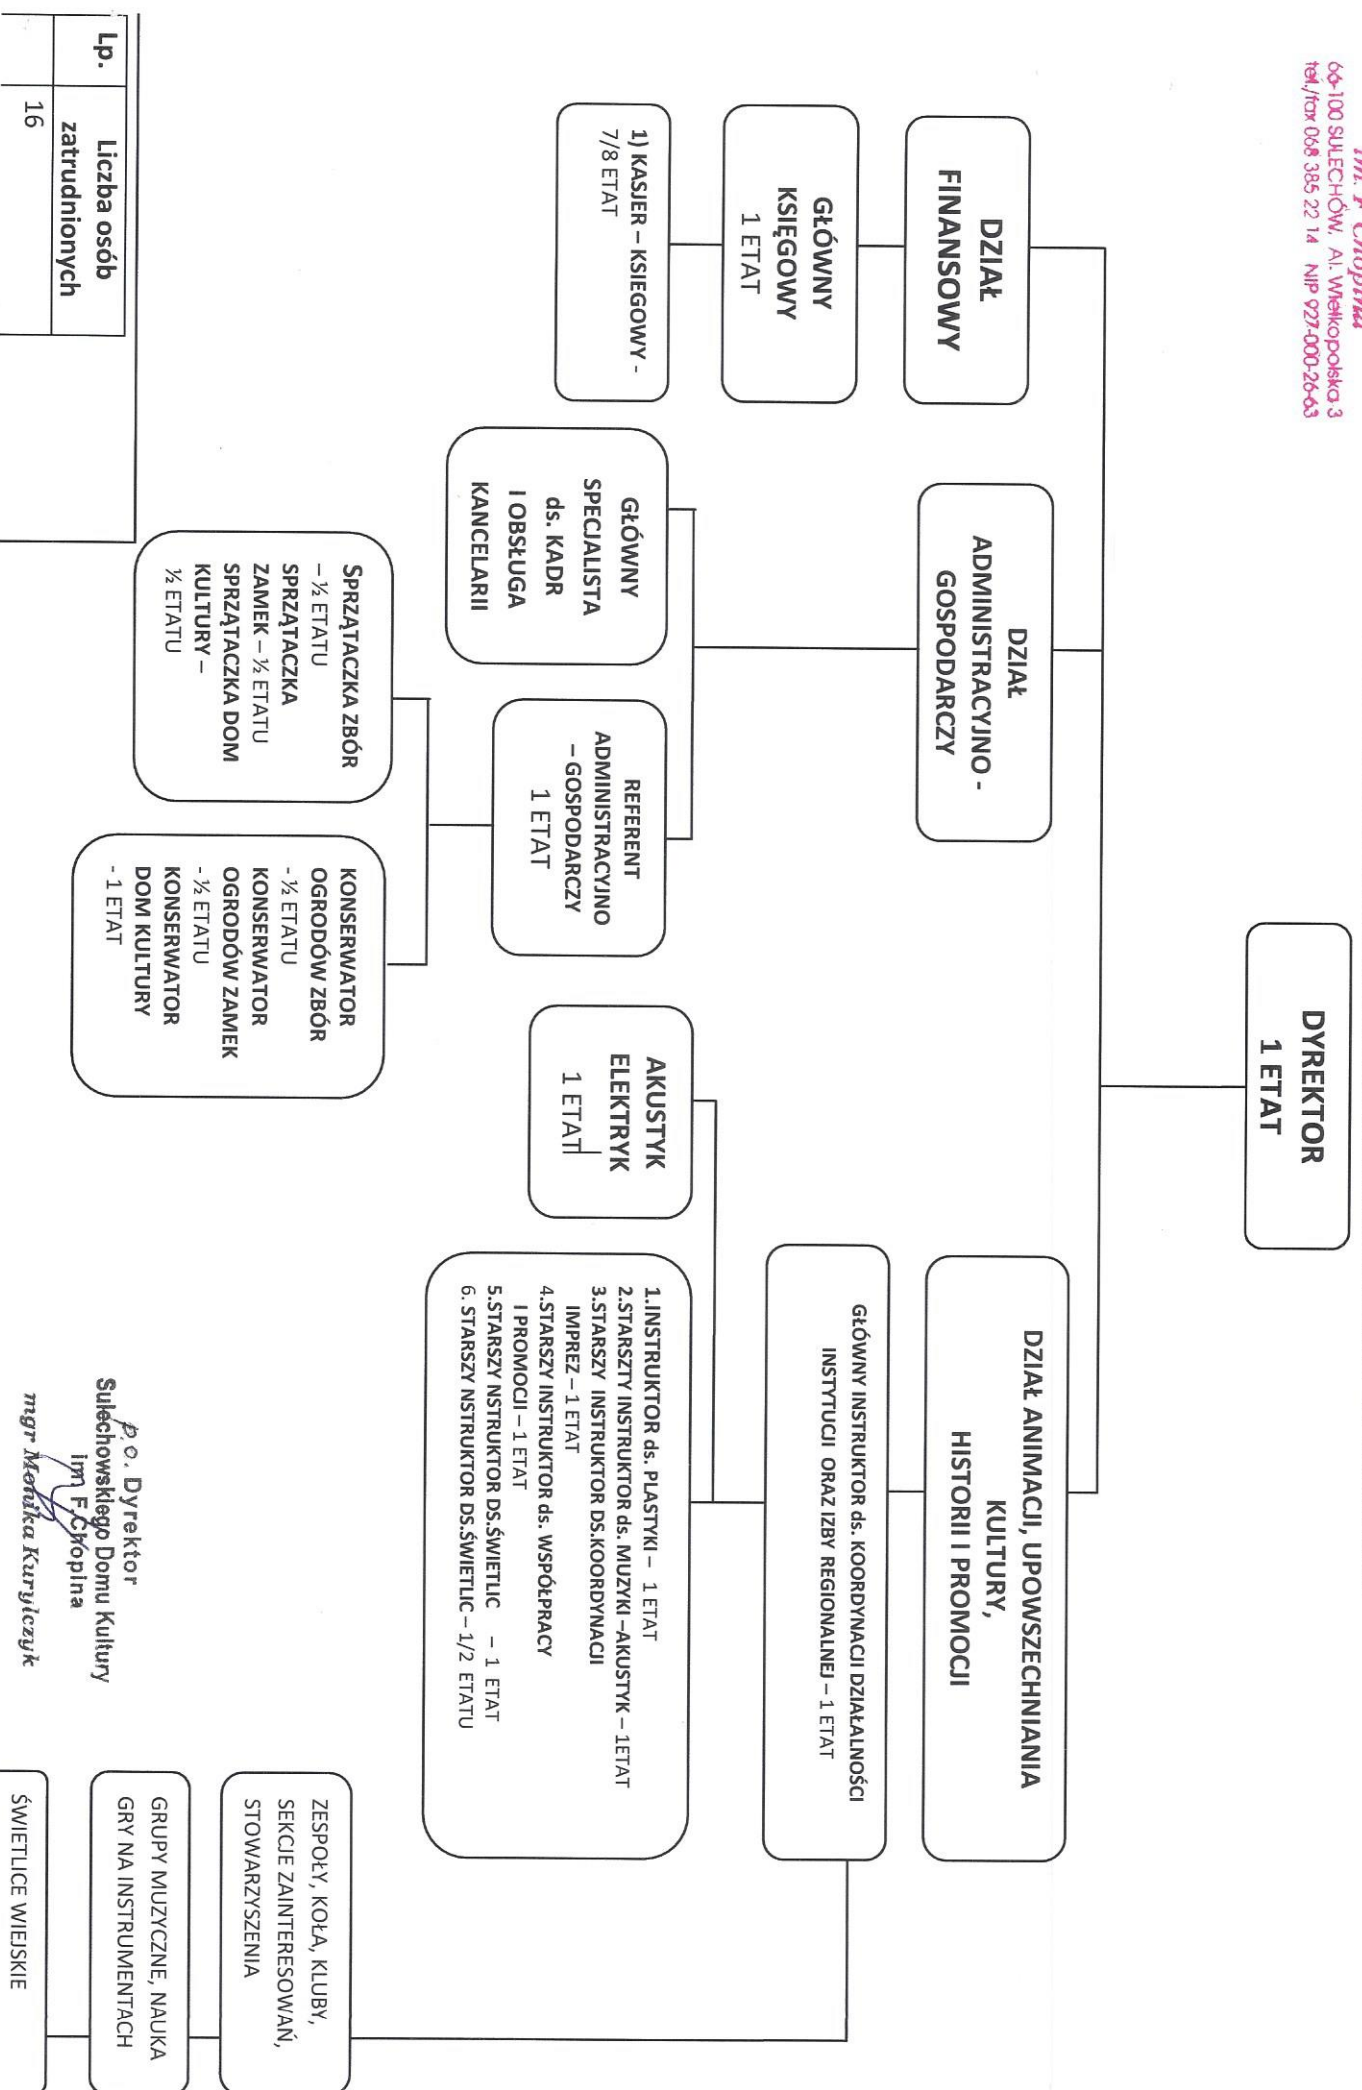 66-100 SULECHÓW, Al. Wielkopolska 3
tel./fax 068 385 22 14 NIP 927-000-26-63
DYREKTOR
1 ETAT
DZIAŁ
FINANSOWY
GŁÓWNY
KSIĘGOWY
1 ETAT
1) KASJER – KSIEGOWY -
7/8 ETAT
DZIAŁ
ADMINISTRACYJNO -
GOSPODARCZY
GŁÓWNY
SPECJALISTA
ds. KADR
I OBSŁUGA
KANCELARII
REFERENT
ADMINISTRACYJNO
– GOSPODARCZY
1 ETAT
SPRZĄTACZKA ZBÓR
– ½ ETATU
SPRZĄTACZKA
ZAMEK – ½ ETATU
SPRZĄTACZKA DOM
KULTURY –
½ ETATU
KONSERWATOR
OGRODÓW ZBÓR
- ½ ETATU
KONSERWATOR
OGRODÓW ZAMEK
- ½ ETATU
KONSERWATOR
DOM KULTURY
- 1 ETAT
DZIAŁ ANIMACJI, UPOWSZECHNIANIA
KULTURY,
HISTORII I PROMOCJI
GŁÓWNY INSTRUKTOR ds. KOORDYNACJI DZIAŁALNOŚCI
INSTYTUCJI ORAZ IZBY REGIONALNEJ – 1 ETAT
AKUSTYK
ELEKTRYK
1 ETAT
1.INSTRUKTOR ds. PLASTYKI – 1 ETAT
2.STARSZTY INSTRUKTOR ds. MUZYKI –AKUSTYK – 1ETAT
3.STARSZY INSTRUKTOR DS.KOORDYNACJI
IMPREZ – 1 ETAT
4.STARSZY INSTRUKTOR ds. WSPÓŁPRACY
I PROMOCJI – 1 ETAT
5.STARSZY NSTRUKTOR DS.ŚWIETLIC – 1 ETAT
6. STARSZY NSTRUKTOR DS.ŚWIETLIC – 1/2 ETATU
ZESPOŁY, KOŁA, KLUBY,
SEKCJE ZAINTERESOWAŃ,
STOWARZYSZENIA
GRUPY MUZYCZNE, NAUKA
GRY NA INSTRUMENTACH
ŚWIETLICE WIEJSKIE
Lp.
Liczba osób
zatrudnionych
16
p.o. Dyrektor
Sulechowskiego Domu Kultury
im. F.Chopina
mgr Monika Kuryłczyk